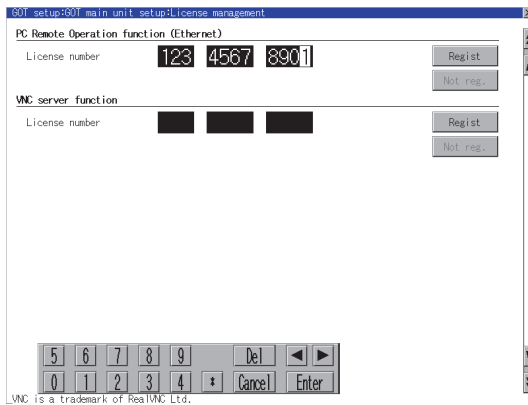 GOT setup:GOT main unit setup:License management
PC Remote Operation function (Ethernet)
License number 123 4567 8901 Regist
Not reg.
VNC server function
License number Regist
Not reg.
5 6 7 8 9 Del ◀ ▶
0 1 2 3 4 * Cancel Enter
VNC is a trademark of RealVNC Ltd.